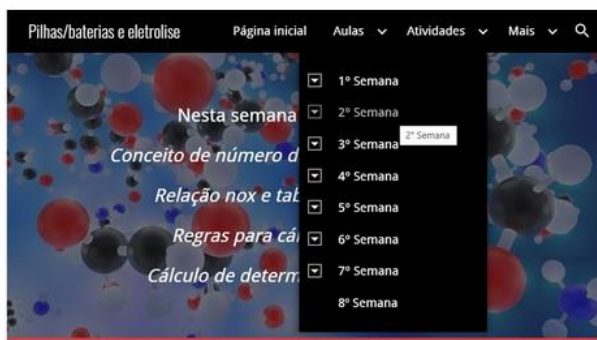 Pilhas/baterias e eletrolise Página inicial Aulas Atividades Mais
1º Semana
Nesta semana
2º Semana
2º Semana
Conceito de número d
3º Semana
4º Semana
Relação nox e tab
5º Semana
Regras para cál
6º Semana
Cálculo de determ
7º Semana
8º Semana